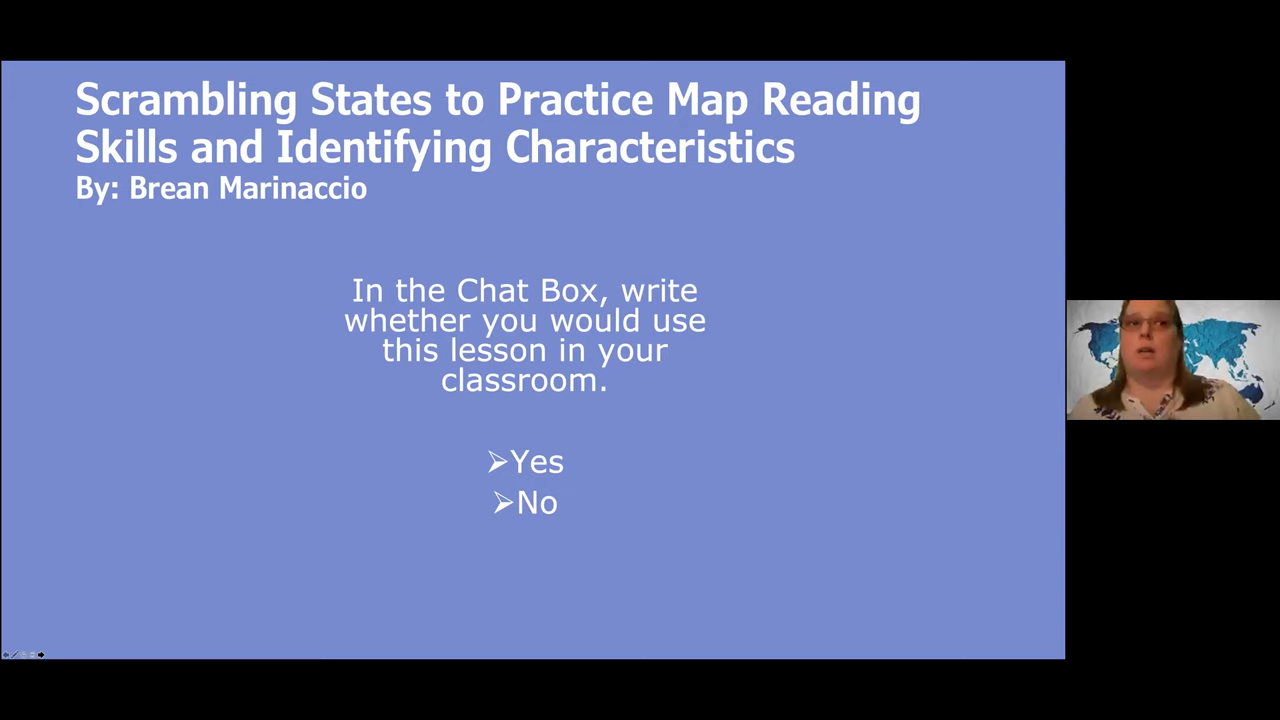 Scrambling States to Practice Map Reading
Skills and Identifying Characteristics
By: Brean Marinaccio
In the Chat Box, write
whether you would use
this lesson in your
classroom.
➢Yes
➢No